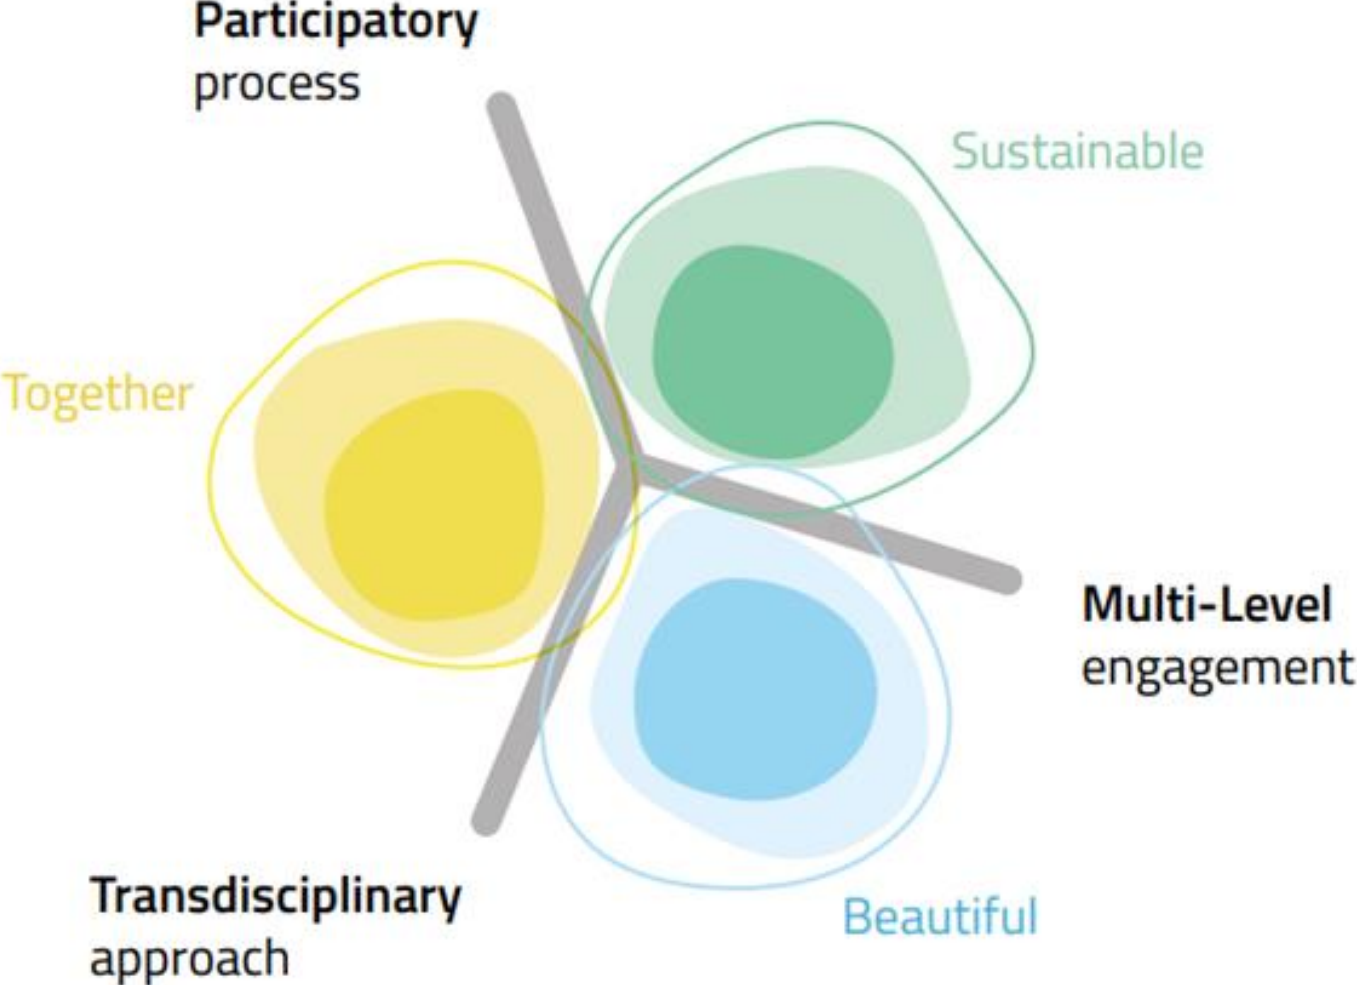 Participatory
process
Sustainable
Together
Multi-Level
engagement
Transdisciplinary
approach
Beautiful